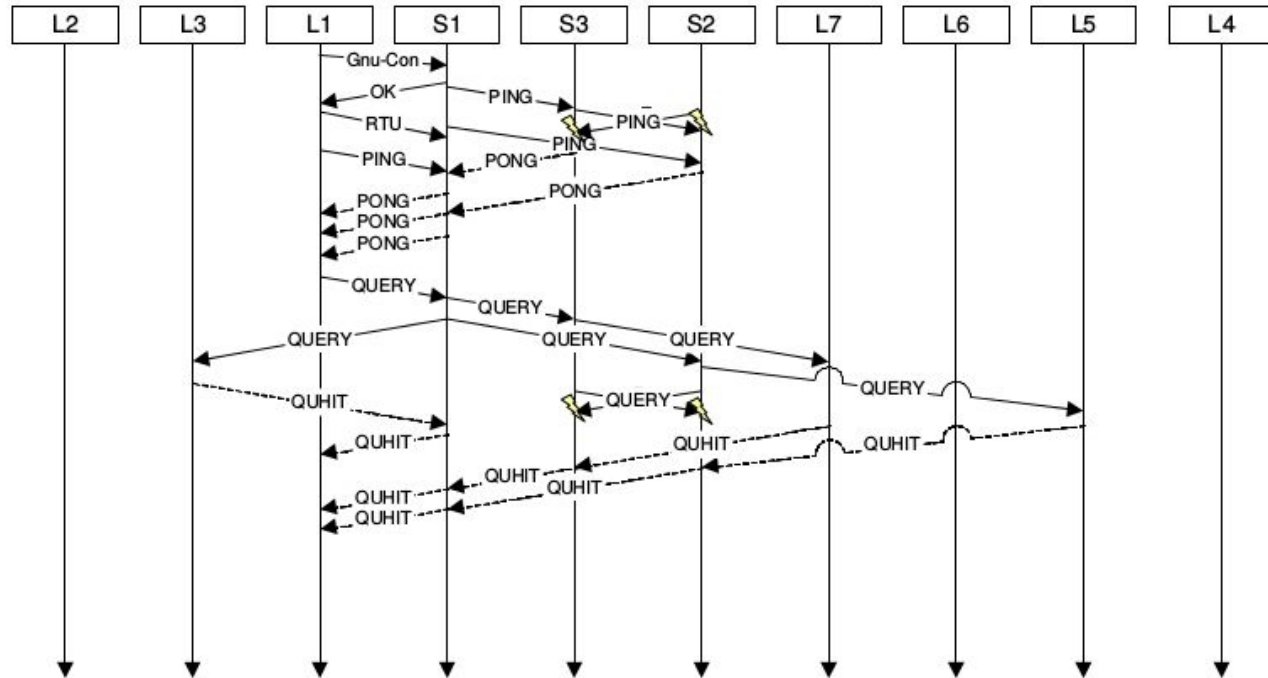 L2 L3 L1 S1 S3 S2 L7 L6 L5 L4
Gnu-Con
OK
PING
PING
RTU
PING
PING
PONG
PONG
PONG
PONG
PONG
QUERY
QUERY
QUERY
QUERY
QUERY
QUERY
QUERY
QUHIT
QUHIT
QUHIT
QUHIT
QUHIT
QUHIT
QUHIT
QUHIT